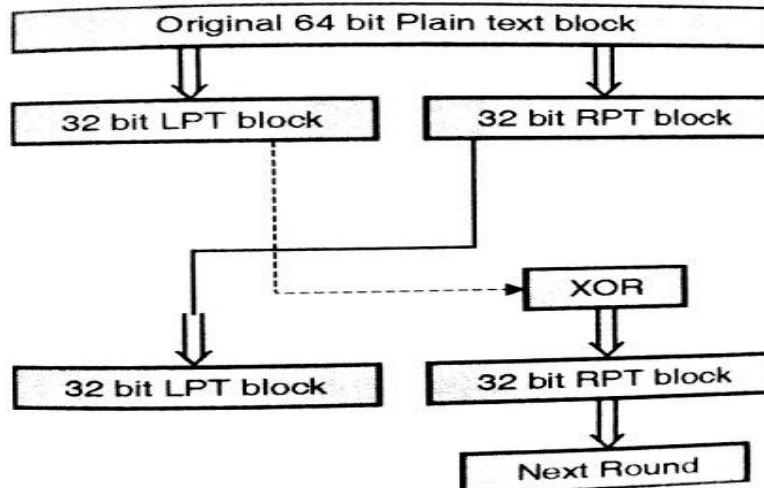 Original 64 bit Plain text block
32 bit LPT block
32 bit RPT block
XOR
32 bit LPT block
32 bit RPT block
Next Round